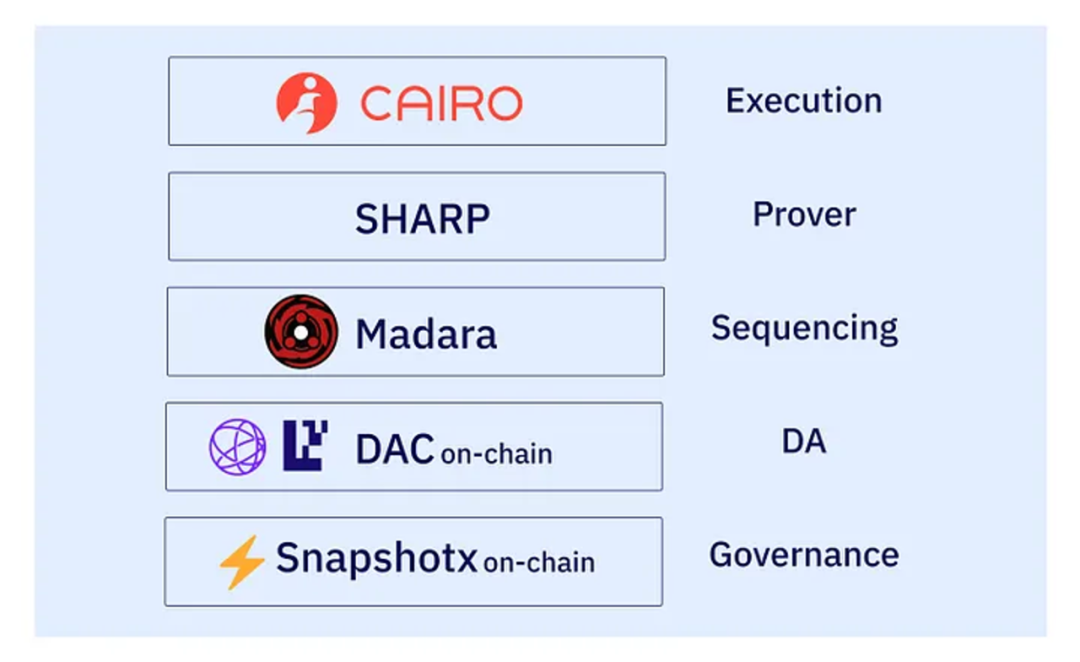 CAIRO Execution
SHARP Prover
Madara Sequencing
DAC on-chain DA
Snapshotx on-chain Governance